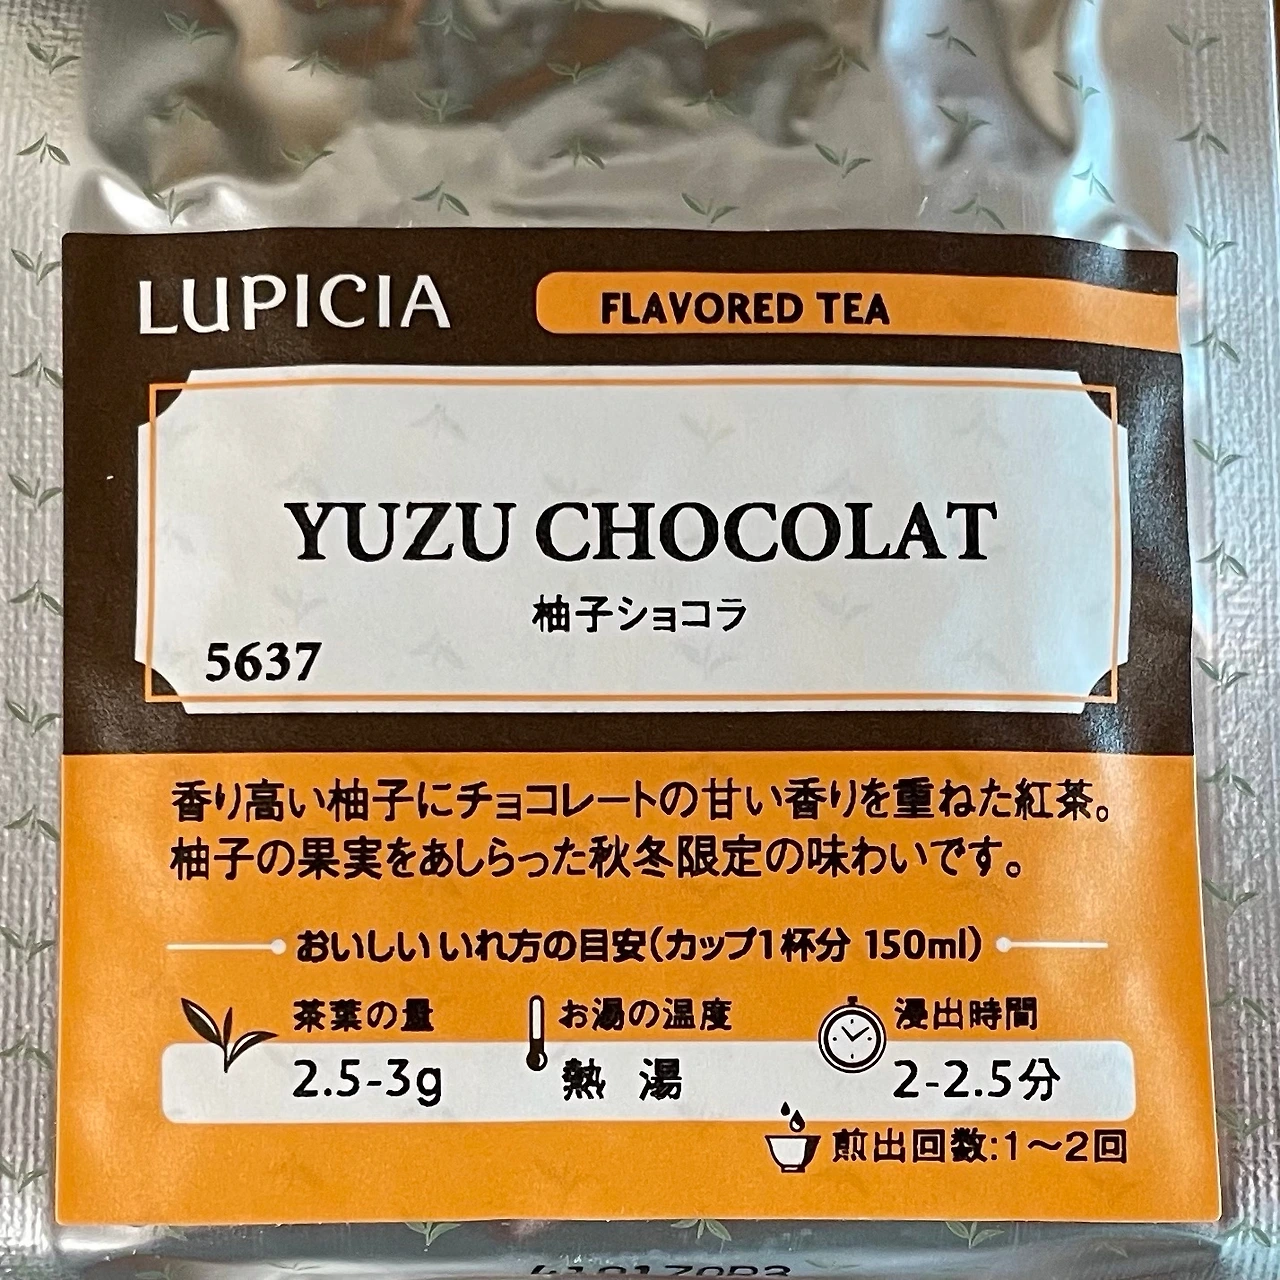 LUPICIA
FLAVORED TEA
YUZU CHOCOLAT
柚子ショコラ
5637
香り高い柚子にチョコレートの甘い香りを重ねた紅茶。
柚子の果実をあしらった秋冬限定の味わいです。
おいしいいれ方の目安(カップ1杯分 150ml)
茶葉の量 お湯の温度 浸出時間
2.5-3g 熱 湯 2-2.5分
煎出回数:1〜2回